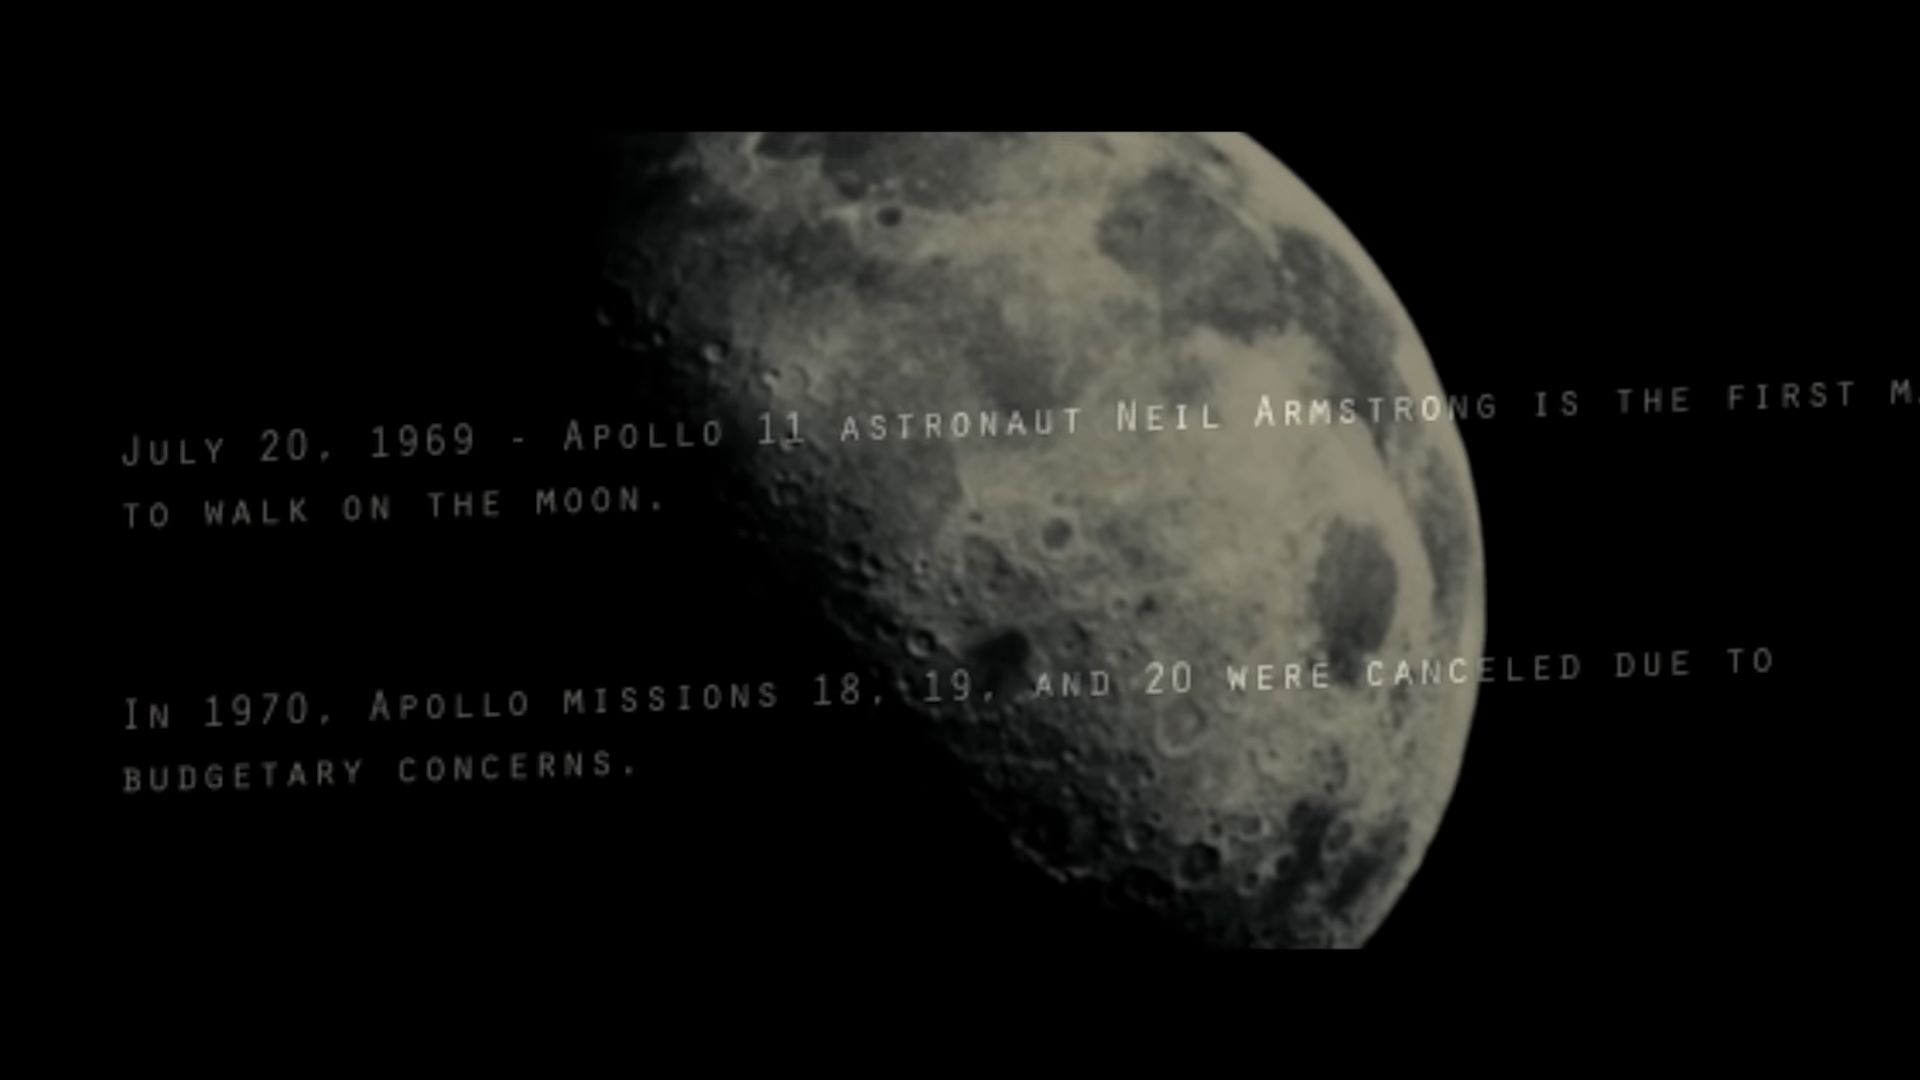 July 20, 1969 - Apollo 11 astronaut Neil Armstrong is the first
to walk on the moon.
In 1970, Apollo missions 18, 19, and 20 were canceled due to
budgetary concerns.